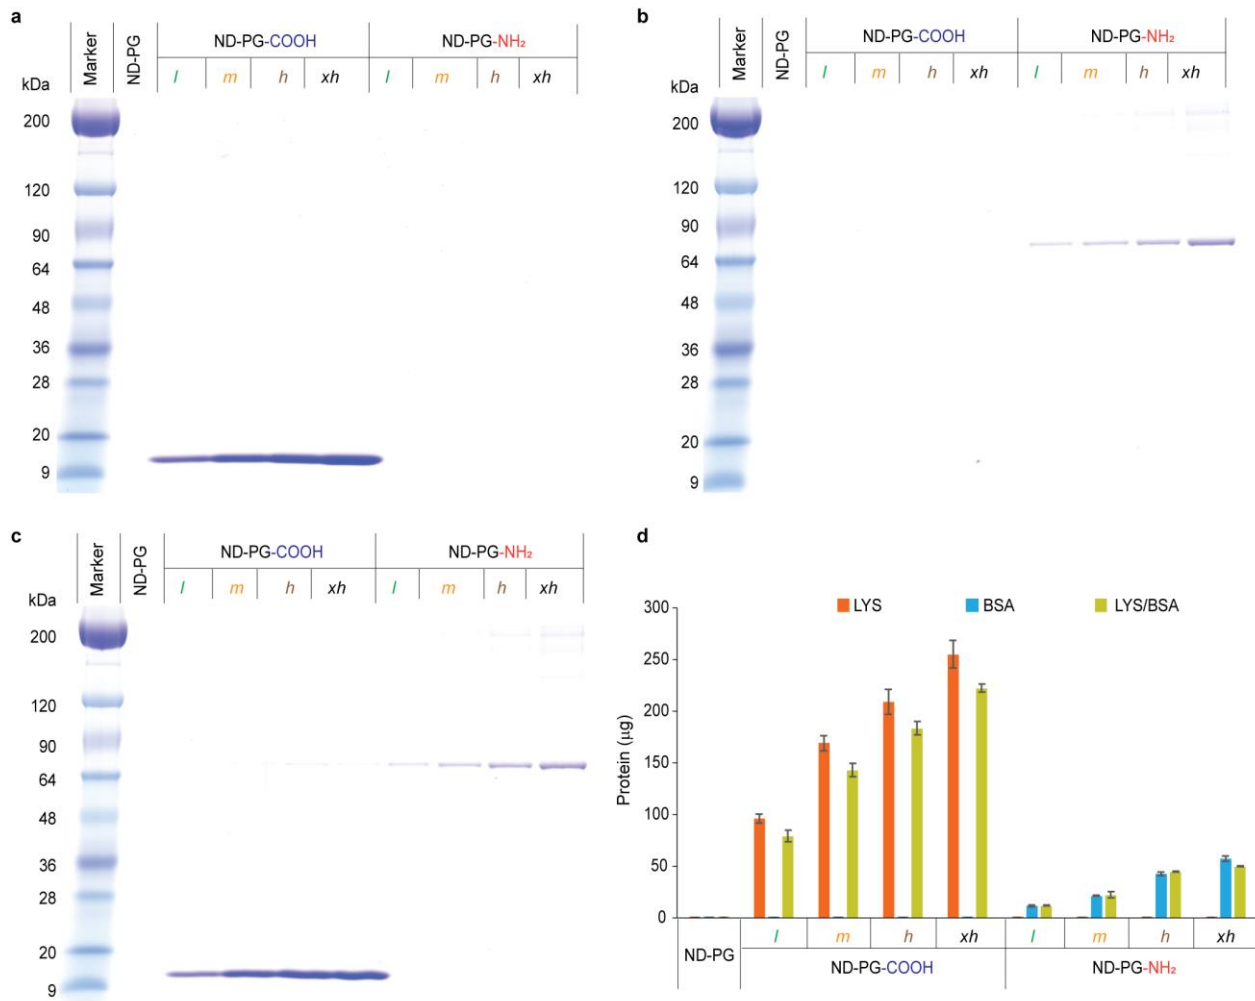 a
Marker
ND-PG
ND-PG-COOH
ND-PG-NH₂
l m h xh l m h xh
kDa
200
120
90
64
48
36
28
20
9
b
Marker
ND-PG
ND-PG-COOH
ND-PG-NH₂
l m h xh l m h xh
kDa
200
120
90
64
48
36
28
20
9
c
Marker
ND-PG
ND-PG-COOH
ND-PG-NH₂
l m h xh l m h xh
kDa
200
120
90
64
48
36
28
20
9
d
LYS BSA LYS/BSA
Protein (µg)
300
250
200
150
100
50
0
l m h xh l m h xh
ND-PG
ND-PG-COOH
ND-PG-NH₂